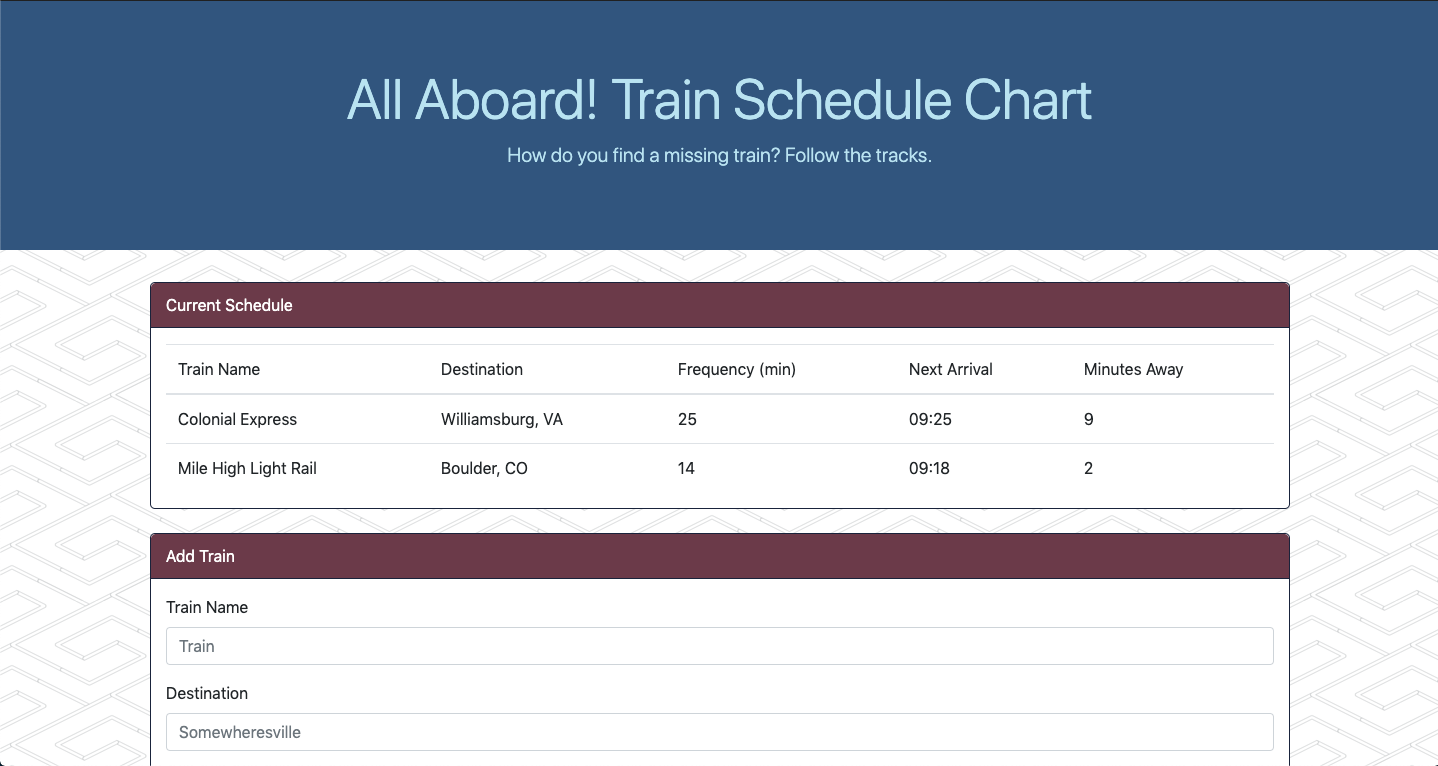 All Aboard! Train Schedule Chart
How do you find a missing train? Follow the tracks.
Current Schedule
Train Name Destination Frequency (min) Next Arrival Minutes Away
Colonial Express Williamsburg, VA 25 09:25 9
Mile High Light Rail Boulder, CO 14 09:18 2
Add Train
Train Name
Train
Destination
Somewheresville